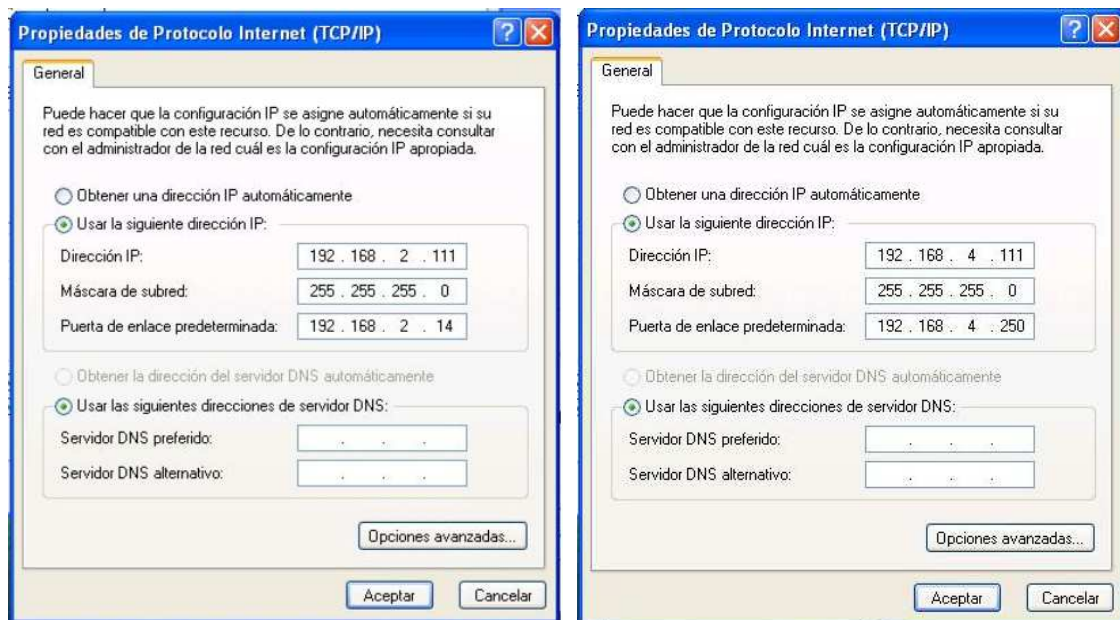 Propiedades de Protocolo Internet (TCP/IP)
General
Puede hacer que la configuración IP se asigne automáticamente si su
red es compatible con este recurso. De lo contrario, necesita consultar
con el administrador de la red cuál es la configuración IP apropiada.
Obtener una dirección IP automáticamente
Usar la siguiente dirección IP:
Dirección IP: 192 . 168 . 2 . 111
Máscara de subred: 255 . 255 . 255 . 0
Puerta de enlace predeterminada: 192 . 168 . 2 . 14
Obtener la dirección del servidor DNS automáticamente
Usar las siguientes direcciones de servidor DNS:
Servidor DNS preferido: . . .
Servidor DNS alternativo: . . .
Opciones avanzadas...
Aceptar Cancelar
Propiedades de Protocolo Internet (TCP/IP)
General
Puede hacer que la configuración IP se asigne automáticamente si su
red es compatible con este recurso. De lo contrario, necesita consultar
con el administrador de la red cuál es la configuración IP apropiada.
Obtener una dirección IP automáticamente
Usar la siguiente dirección IP:
Dirección IP: 192 . 168 . 4 . 111
Máscara de subred: 255 . 255 . 255 . 0
Puerta de enlace predeterminada: 192 . 168 . 4 . 250
Obtener la dirección del servidor DNS automáticamente
Usar las siguientes direcciones de servidor DNS:
Servidor DNS preferido: . . .
Servidor DNS alternativo: . . .
Opciones avanzadas...
Aceptar Cancelar